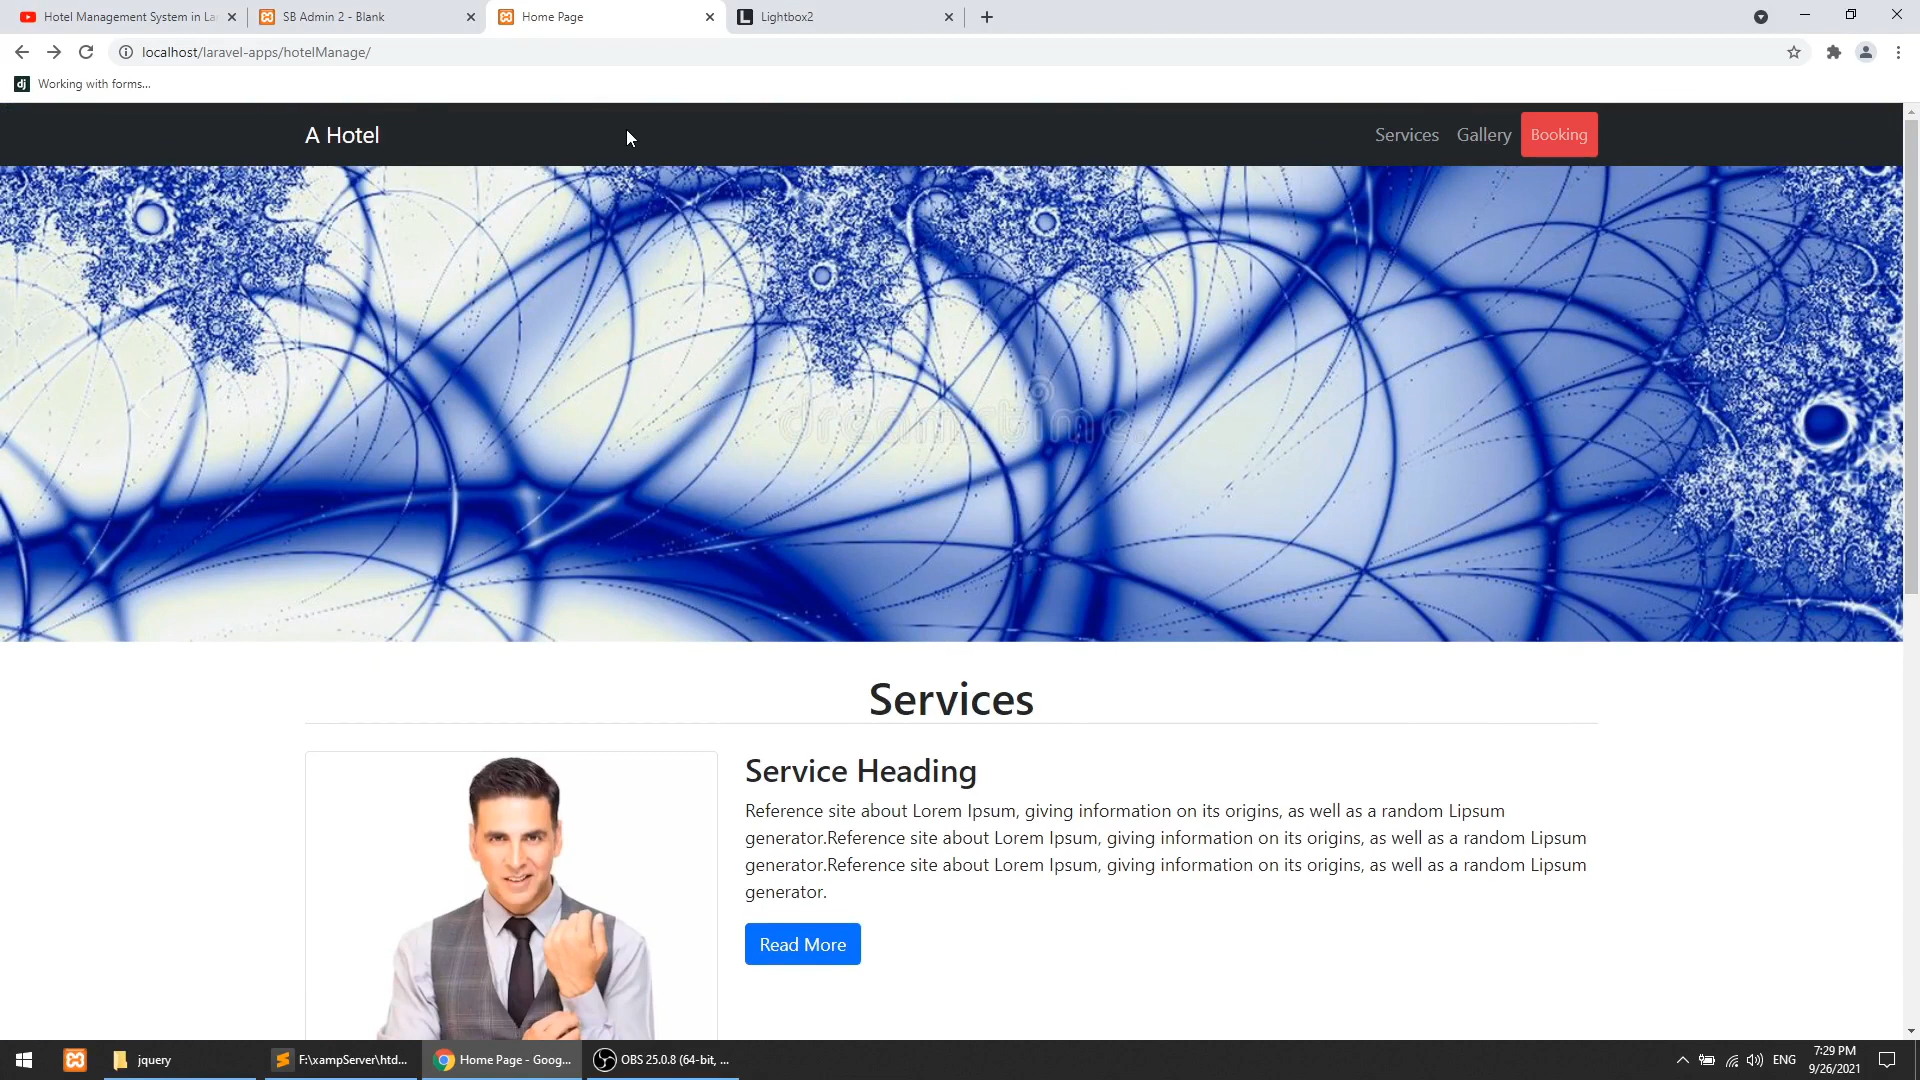 Hotel Management System in La
SB Admin 2 - Blank
Home Page
Lightbox2
localhost/laravel-apps/hotelManage/
dj
Working with forms...
A Hotel
Services
Gallery
Booking
dreamstime.
Services
Service Heading
Reference site about Lorem Ipsum, giving information on its origins, as well as a random Lipsum
generator.Reference site about Lorem Ipsum, giving information on its origins, as well as a random Lipsum
generator.Reference site about Lorem Ipsum, giving information on its origins, as well as a random Lipsum
generator.
Read More
jquery
F:\xampServer\htd...
Home Page - Goog...
OBS 25.0.8 (64-bit, ...
ENG
7:29 PM
9/26/2021